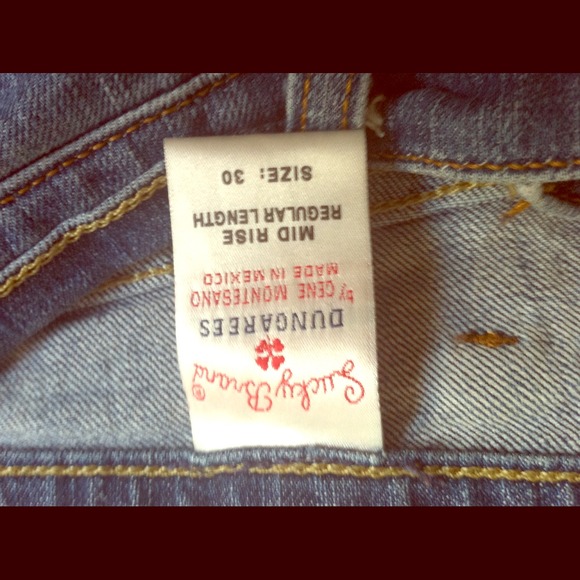 Lucky Brand®
DUNGAREES
by GENE MONTESANO
MADE IN MEXICO
MID RISE
REGULAR LENGTH
SIZE: 30